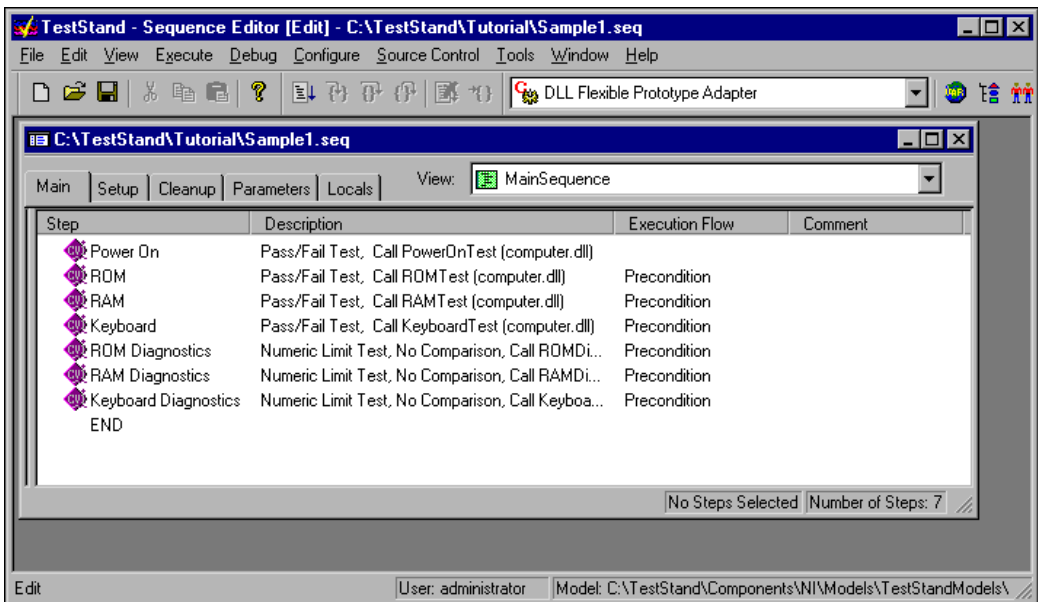 TestStand - Sequence Editor [Edit] - C:\TestStand\Tutorial\Sample1.seq
File Edit View Execute Debug Configure Source Control Tools Window Help
DLL Flexible Prototype Adapter
C:\TestStand\Tutorial\Sample1.seq
Main Setup Cleanup Parameters Locals View: MainSequence
Step Description Execution Flow Comment
Power On Pass/Fail Test, Call PowerOnTest (computer.dll)
ROM Pass/Fail Test, Call ROMTest (computer.dll) Precondition
RAM Pass/Fail Test, Call RAMTest (computer.dll) Precondition
Keyboard Pass/Fail Test, Call KeyboardTest (computer.dll) Precondition
ROM Diagnostics Numeric Limit Test, No Comparison, Call ROMDi... Precondition
RAM Diagnostics Numeric Limit Test, No Comparison, Call RAMDi... Precondition
Keyboard Diagnostics Numeric Limit Test, No Comparison, Call Keyboa... Precondition
END
No Steps Selected Number of Steps: 7
Edit User: administrator Model: C:\TestStand\Components\NI\Models\TestStandModels\